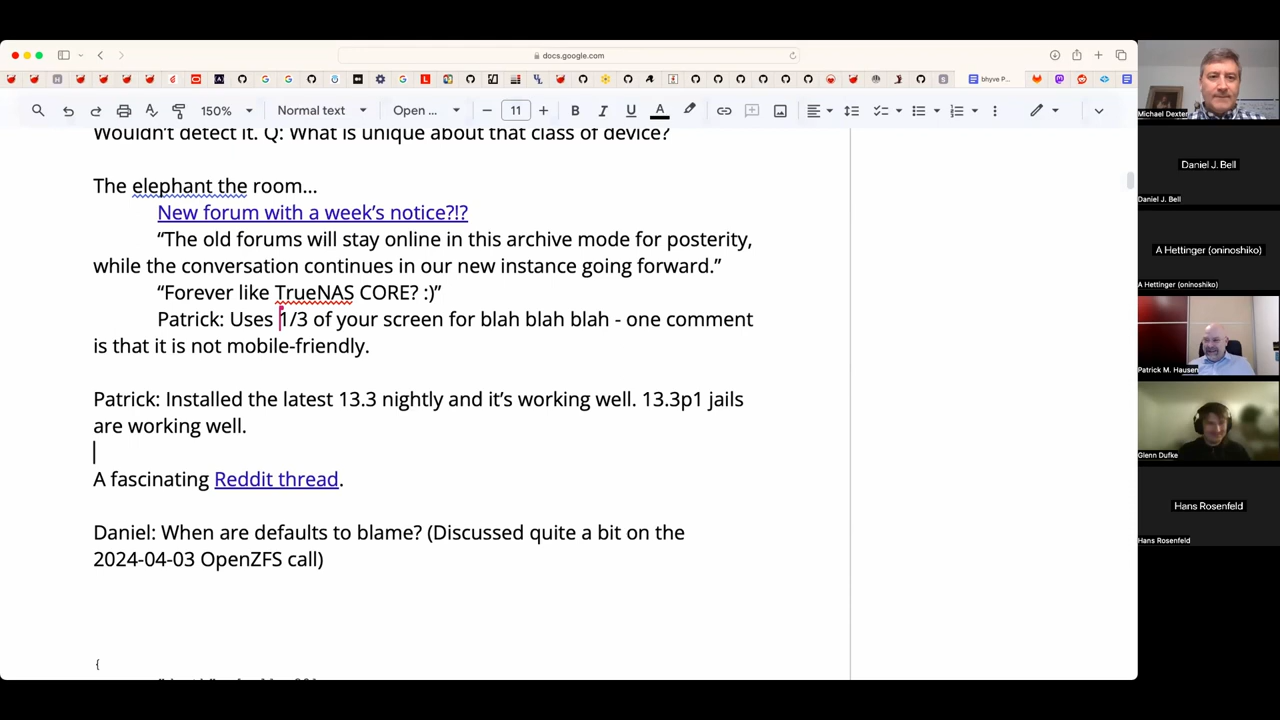 docs.google.com
bhyve P...
150%
Normal text
Open ...
11
Wouldn't detect it. Q: What is unique about that class of device?
The elephant the room...
New forum with a week's notice?!?
“The old forums will stay online in this archive mode for posterity,
while the conversation continues in our new instance going forward.”
“Forever like TrueNAS CORE? :)”
Patrick: Uses 1/3 of your screen for blah blah blah - one comment
is that it is not mobile-friendly.
Patrick: Installed the latest 13.3 nightly and it's working well. 13.3p1 jails
are working well.
A fascinating Reddit thread.
Daniel: When are defaults to blame? (Discussed quite a bit on the
2024-04-03 OpenZFS call)
{
Michael Dexter
Daniel J. Bell
Daniel J. Bell
A Hettinger (oninoshiko)
A Hettinger (oninoshiko)
Patrick M. Hausen
Glenn Dufke
Hans Rosenfeld
Hans Rosenfeld